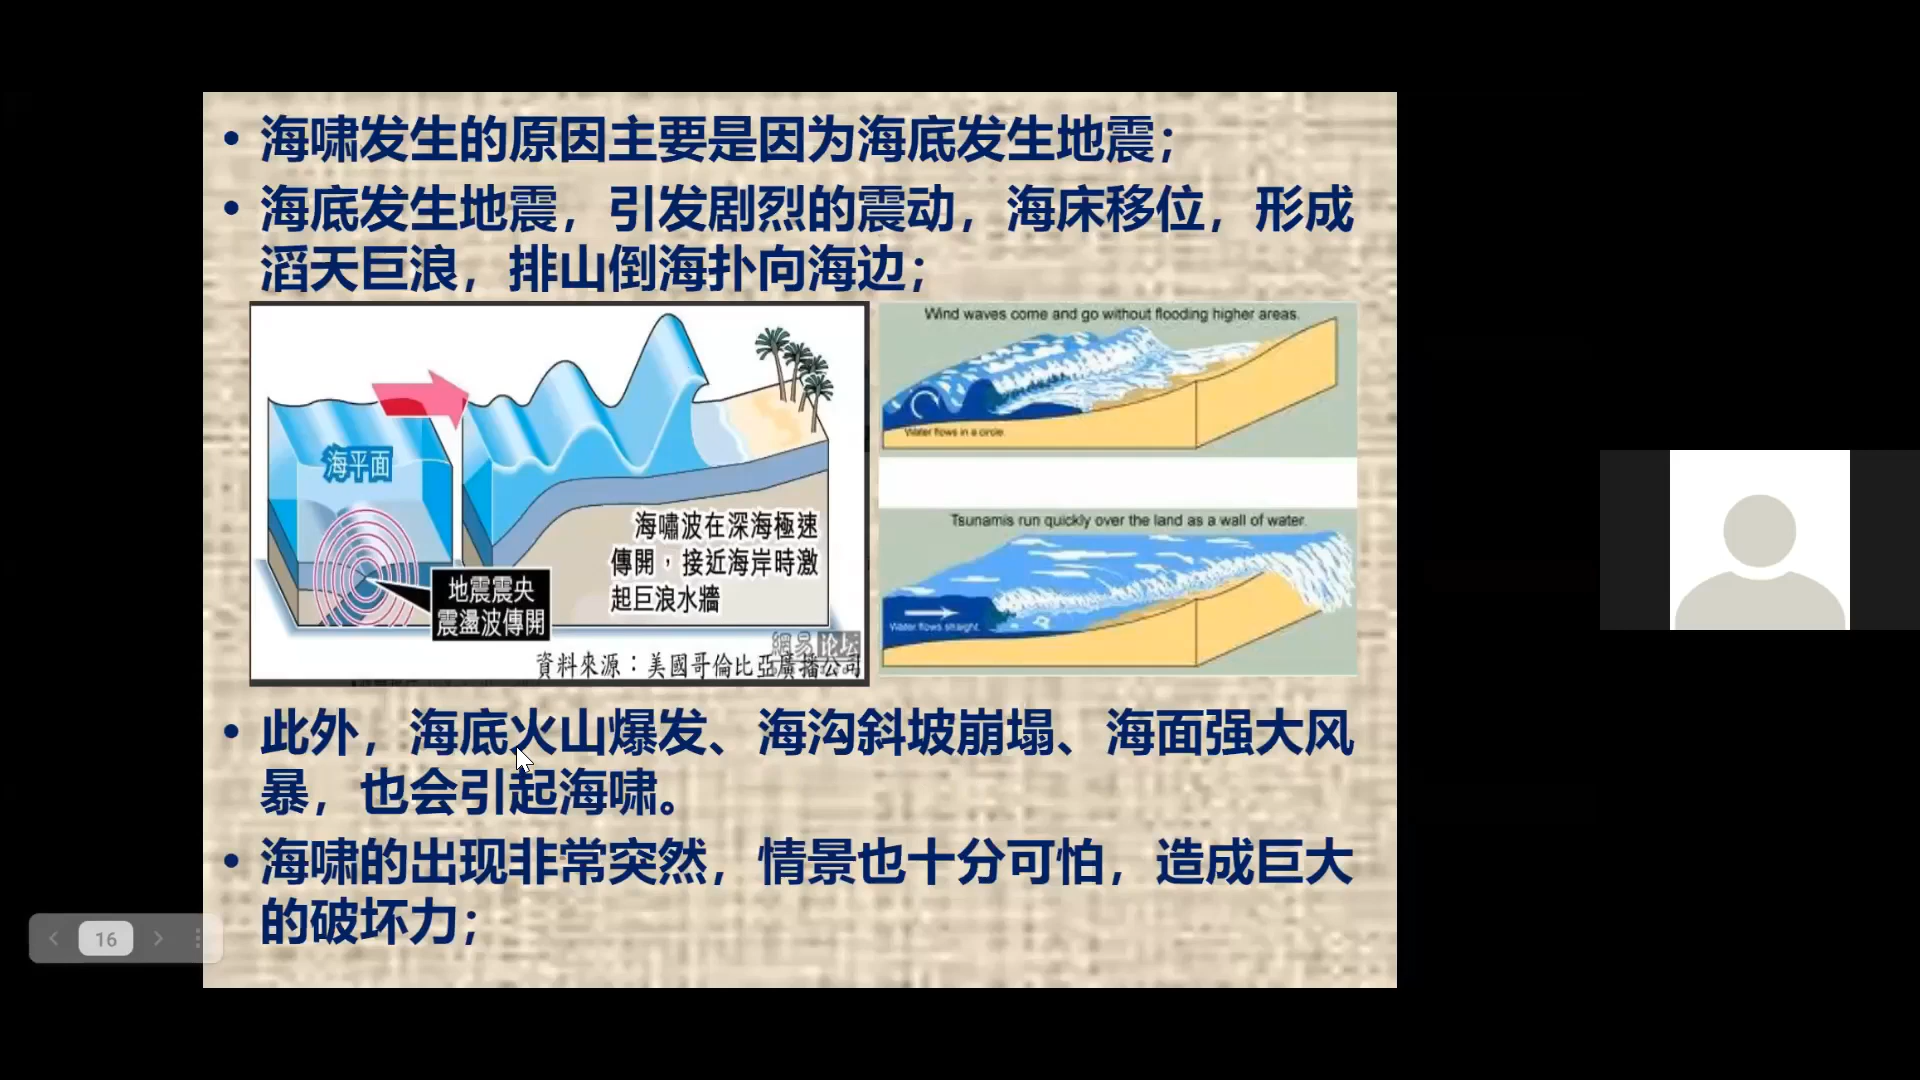 • 海啸发生的原因主要是因为海底发生地震；
• 海底发生地震，引发剧烈的震动，海床移位，形成
滔天巨浪，排山倒海扑向海边；
海平面
地震震央
震盪波傳開
海嘯波在深海極速
傳開，接近海岸時激
起巨浪水牆
網易 论坛
資料來源：美國哥倫比亞廣播公司
Wind waves come and go without flooding higher areas.
Water flows in a circle.
Tsunamis run quickly over the land as a wall of water.
Water flows straight.
• 此外，海底火山爆发、海沟斜坡崩塌、海面强大风
暴，也会引起海啸。
• 海啸的出现非常突然，情景也十分可怕，造成巨大
的破坏力；
16